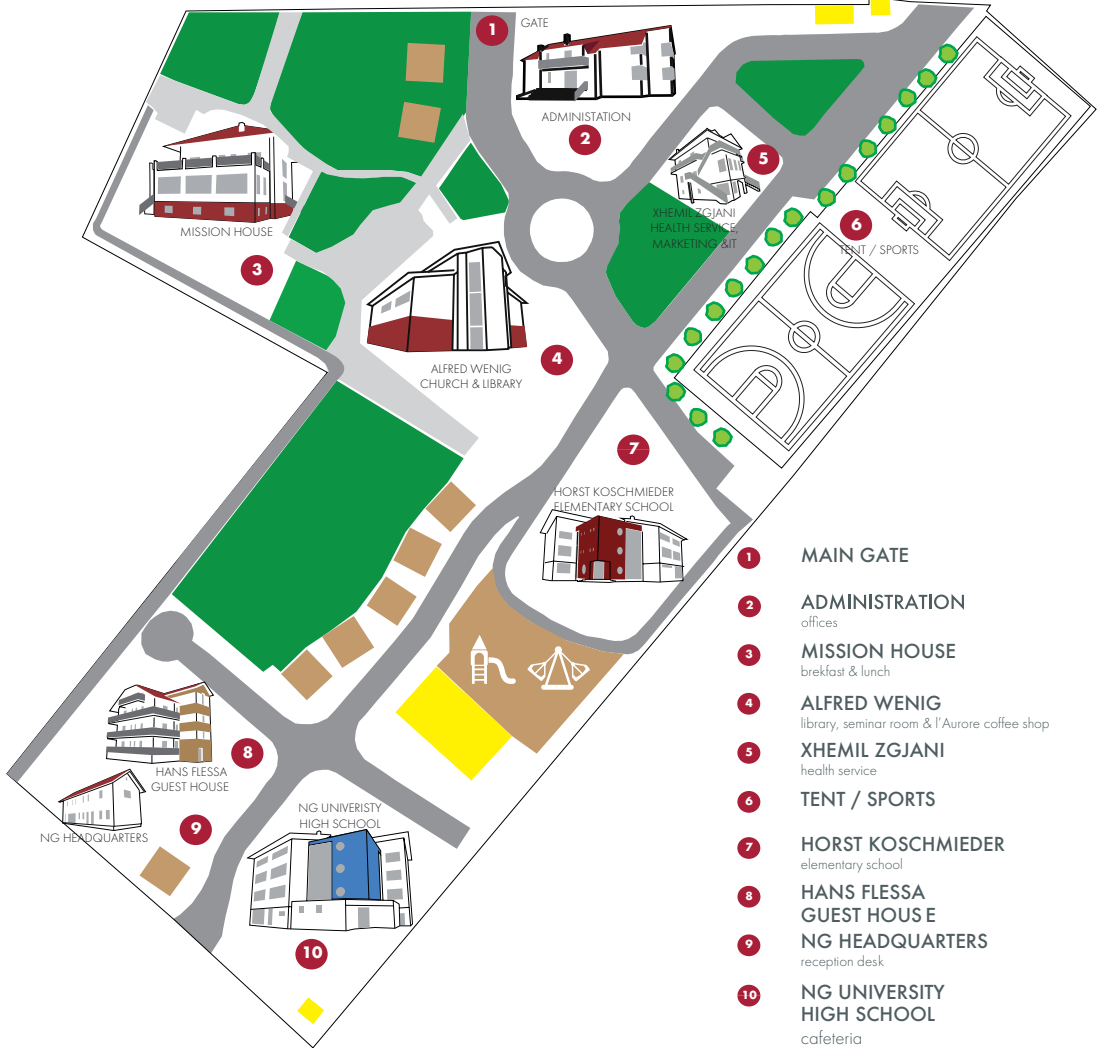 1
GATE
ADMINISTATION
2
MISSION HOUSE
3
ALFRED WENIG
CHURCH & LIBRARY
4
5
XHEMIL ZGJANI
HEALTH SERVICE,
MARKETING &IT
6
TENT / SPORTS
7
HORST KOSCHMIEDER
ELEMENTARY SCHOOL
8
HANS FLESSA
GUEST HOUSE
NG HEADQUARTERS
9
NG UNIVERISTY
HIGH SCHOOL
10
1 MAIN GATE
2 ADMINISTRATION
offices
3 MISSION HOUSE
brekfast & lunch
4 ALFRED WENIG
library, seminar room & l'Aurore coffee shop
5 XHEMIL ZGJANI
health service
6 TENT / SPORTS
7 HORST KOSCHMIEDER
elementary school
8 HANS FLESSA
GUEST HOUS E
9 NG HEADQUARTERS
reception desk
10 NG UNIVERSITY
HIGH SCHOOL
cafeteria